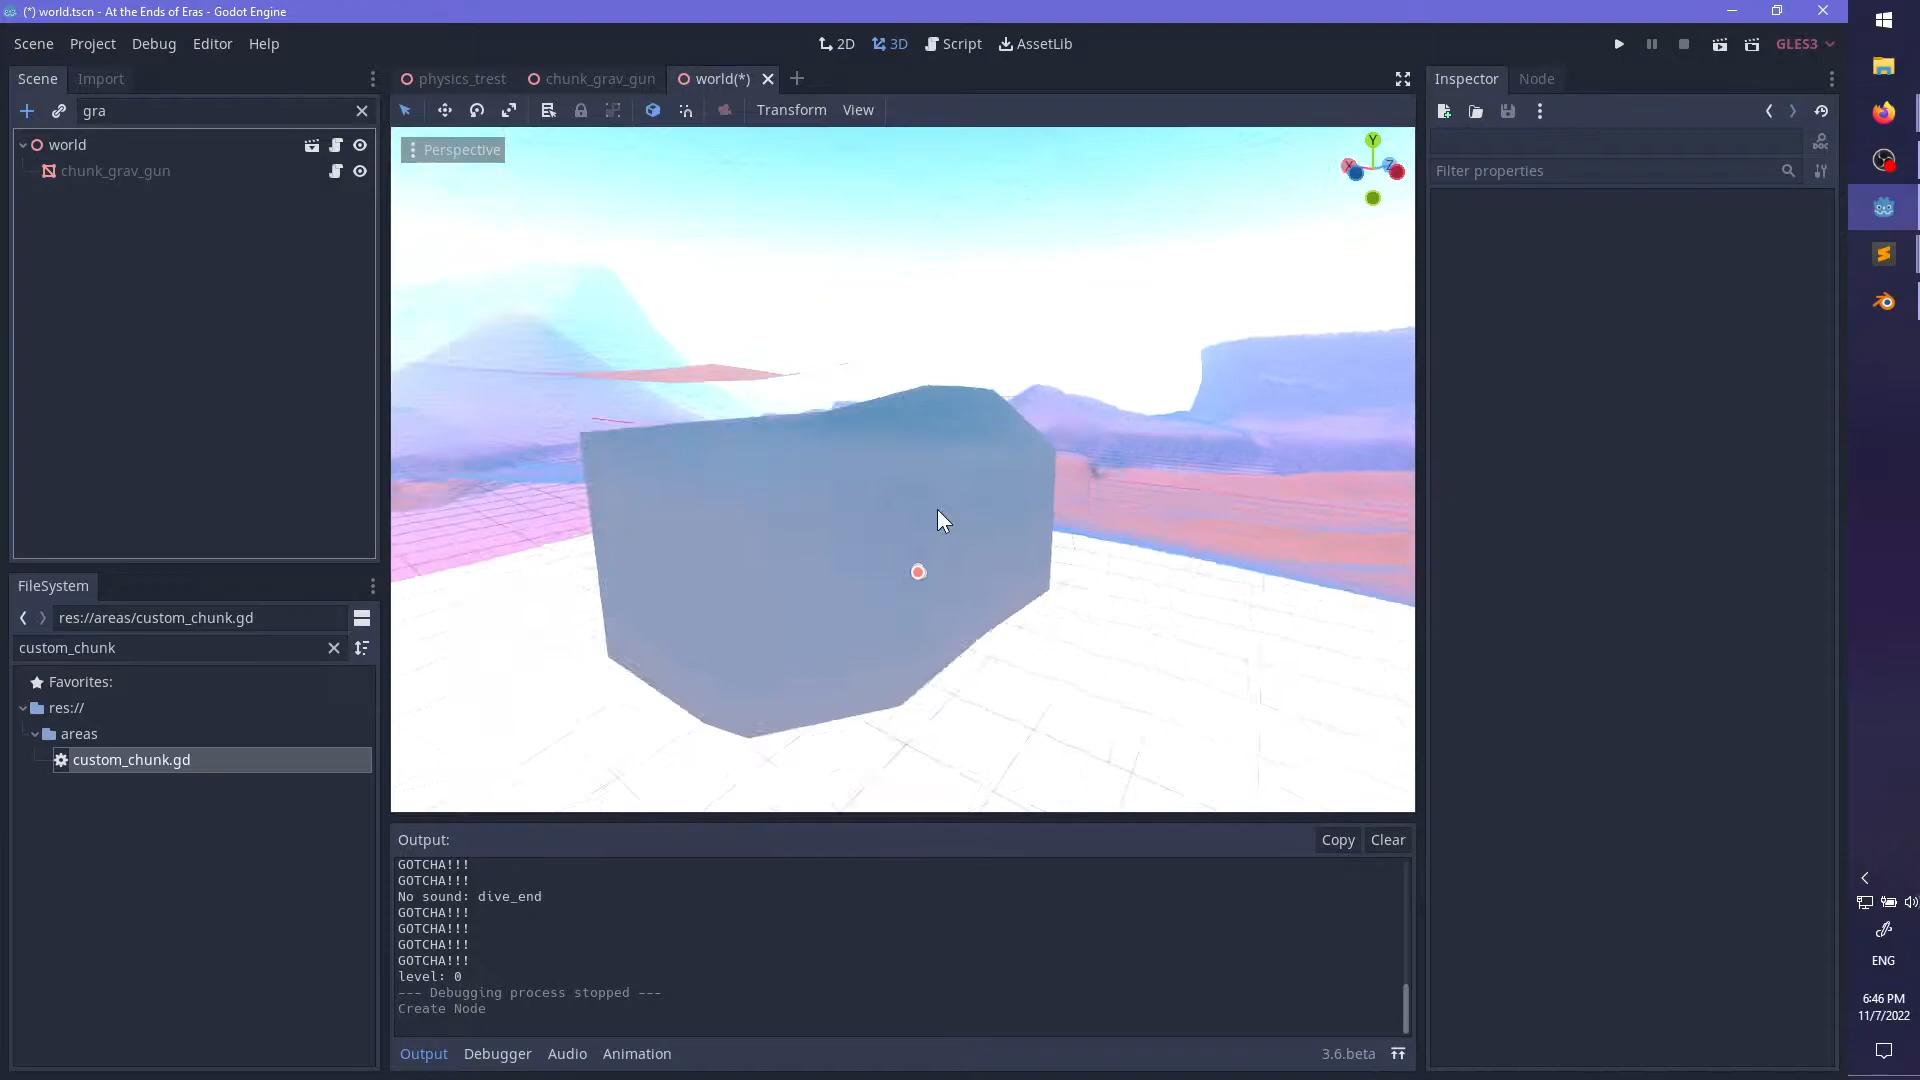 (*) world.tscn - At the Ends of Eras - Godot Engine
Scene Project Debug Editor Help
2D 3D Script AssetLib
GLES3
Scene Import
physics_trest chunk_grav_gun world(*)
Inspector Node
gra
Transform View
world
chunk_grav_gun
Perspective
Y
X
Z
Filter properties
FileSystem
res://areas/custom_chunk.gd
custom_chunk
Favorites:
res://
areas
custom_chunk.gd
Output:
Copy Clear
GOTCHA!!!
GOTCHA!!!
No sound: dive_end
GOTCHA!!!
GOTCHA!!!
GOTCHA!!!
GOTCHA!!!
level: 0
--- Debugging process stopped ---
Create Node
Output Debugger Audio Animation
3.6.beta
ENG
6:46 PM
11/7/2022